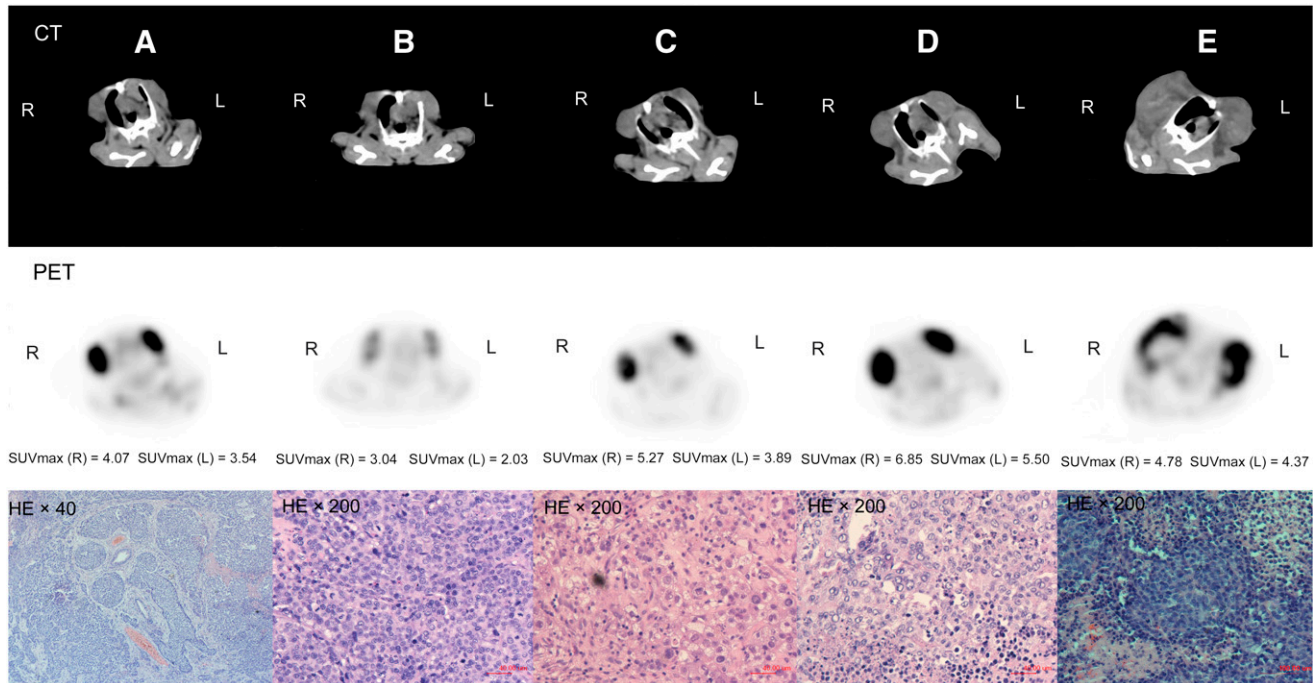 CT
A B C D E
R L R L R L R L R L
PET
R L R L R L R L R L
SUVmax (R) = 4.07 SUVmax (L) = 3.54 SUVmax (R) = 3.04 SUVmax (L) = 2.03 SUVmax (R) = 5.27 SUVmax (L) = 3.89 SUVmax (R) = 6.85 SUVmax (L) = 5.50 SUVmax (R) = 4.78 SUVmax (L) = 4.37
HE × 40 HE × 200 HE × 200 HE × 200 HE × 200